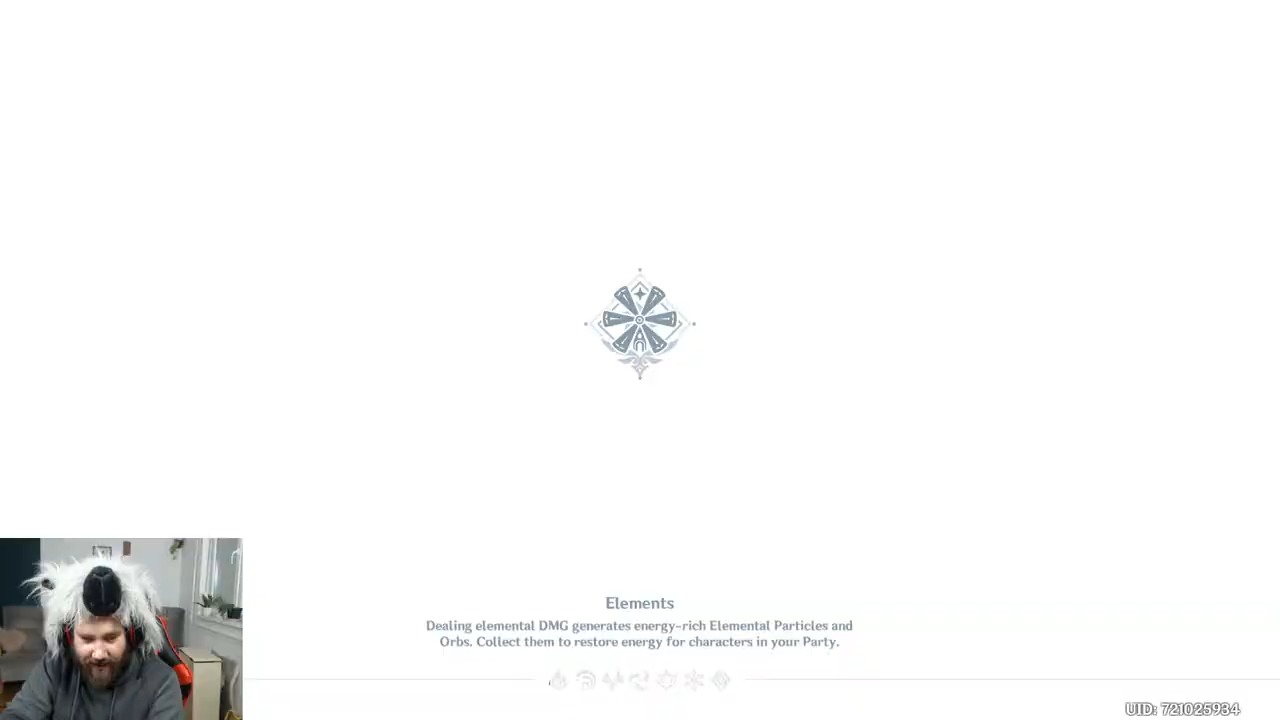 Elements
Dealing elemental DMG generates energy-rich Elemental Particles and
Orbs. Collect them to restore energy for characters in your Party.
UID: 721025934